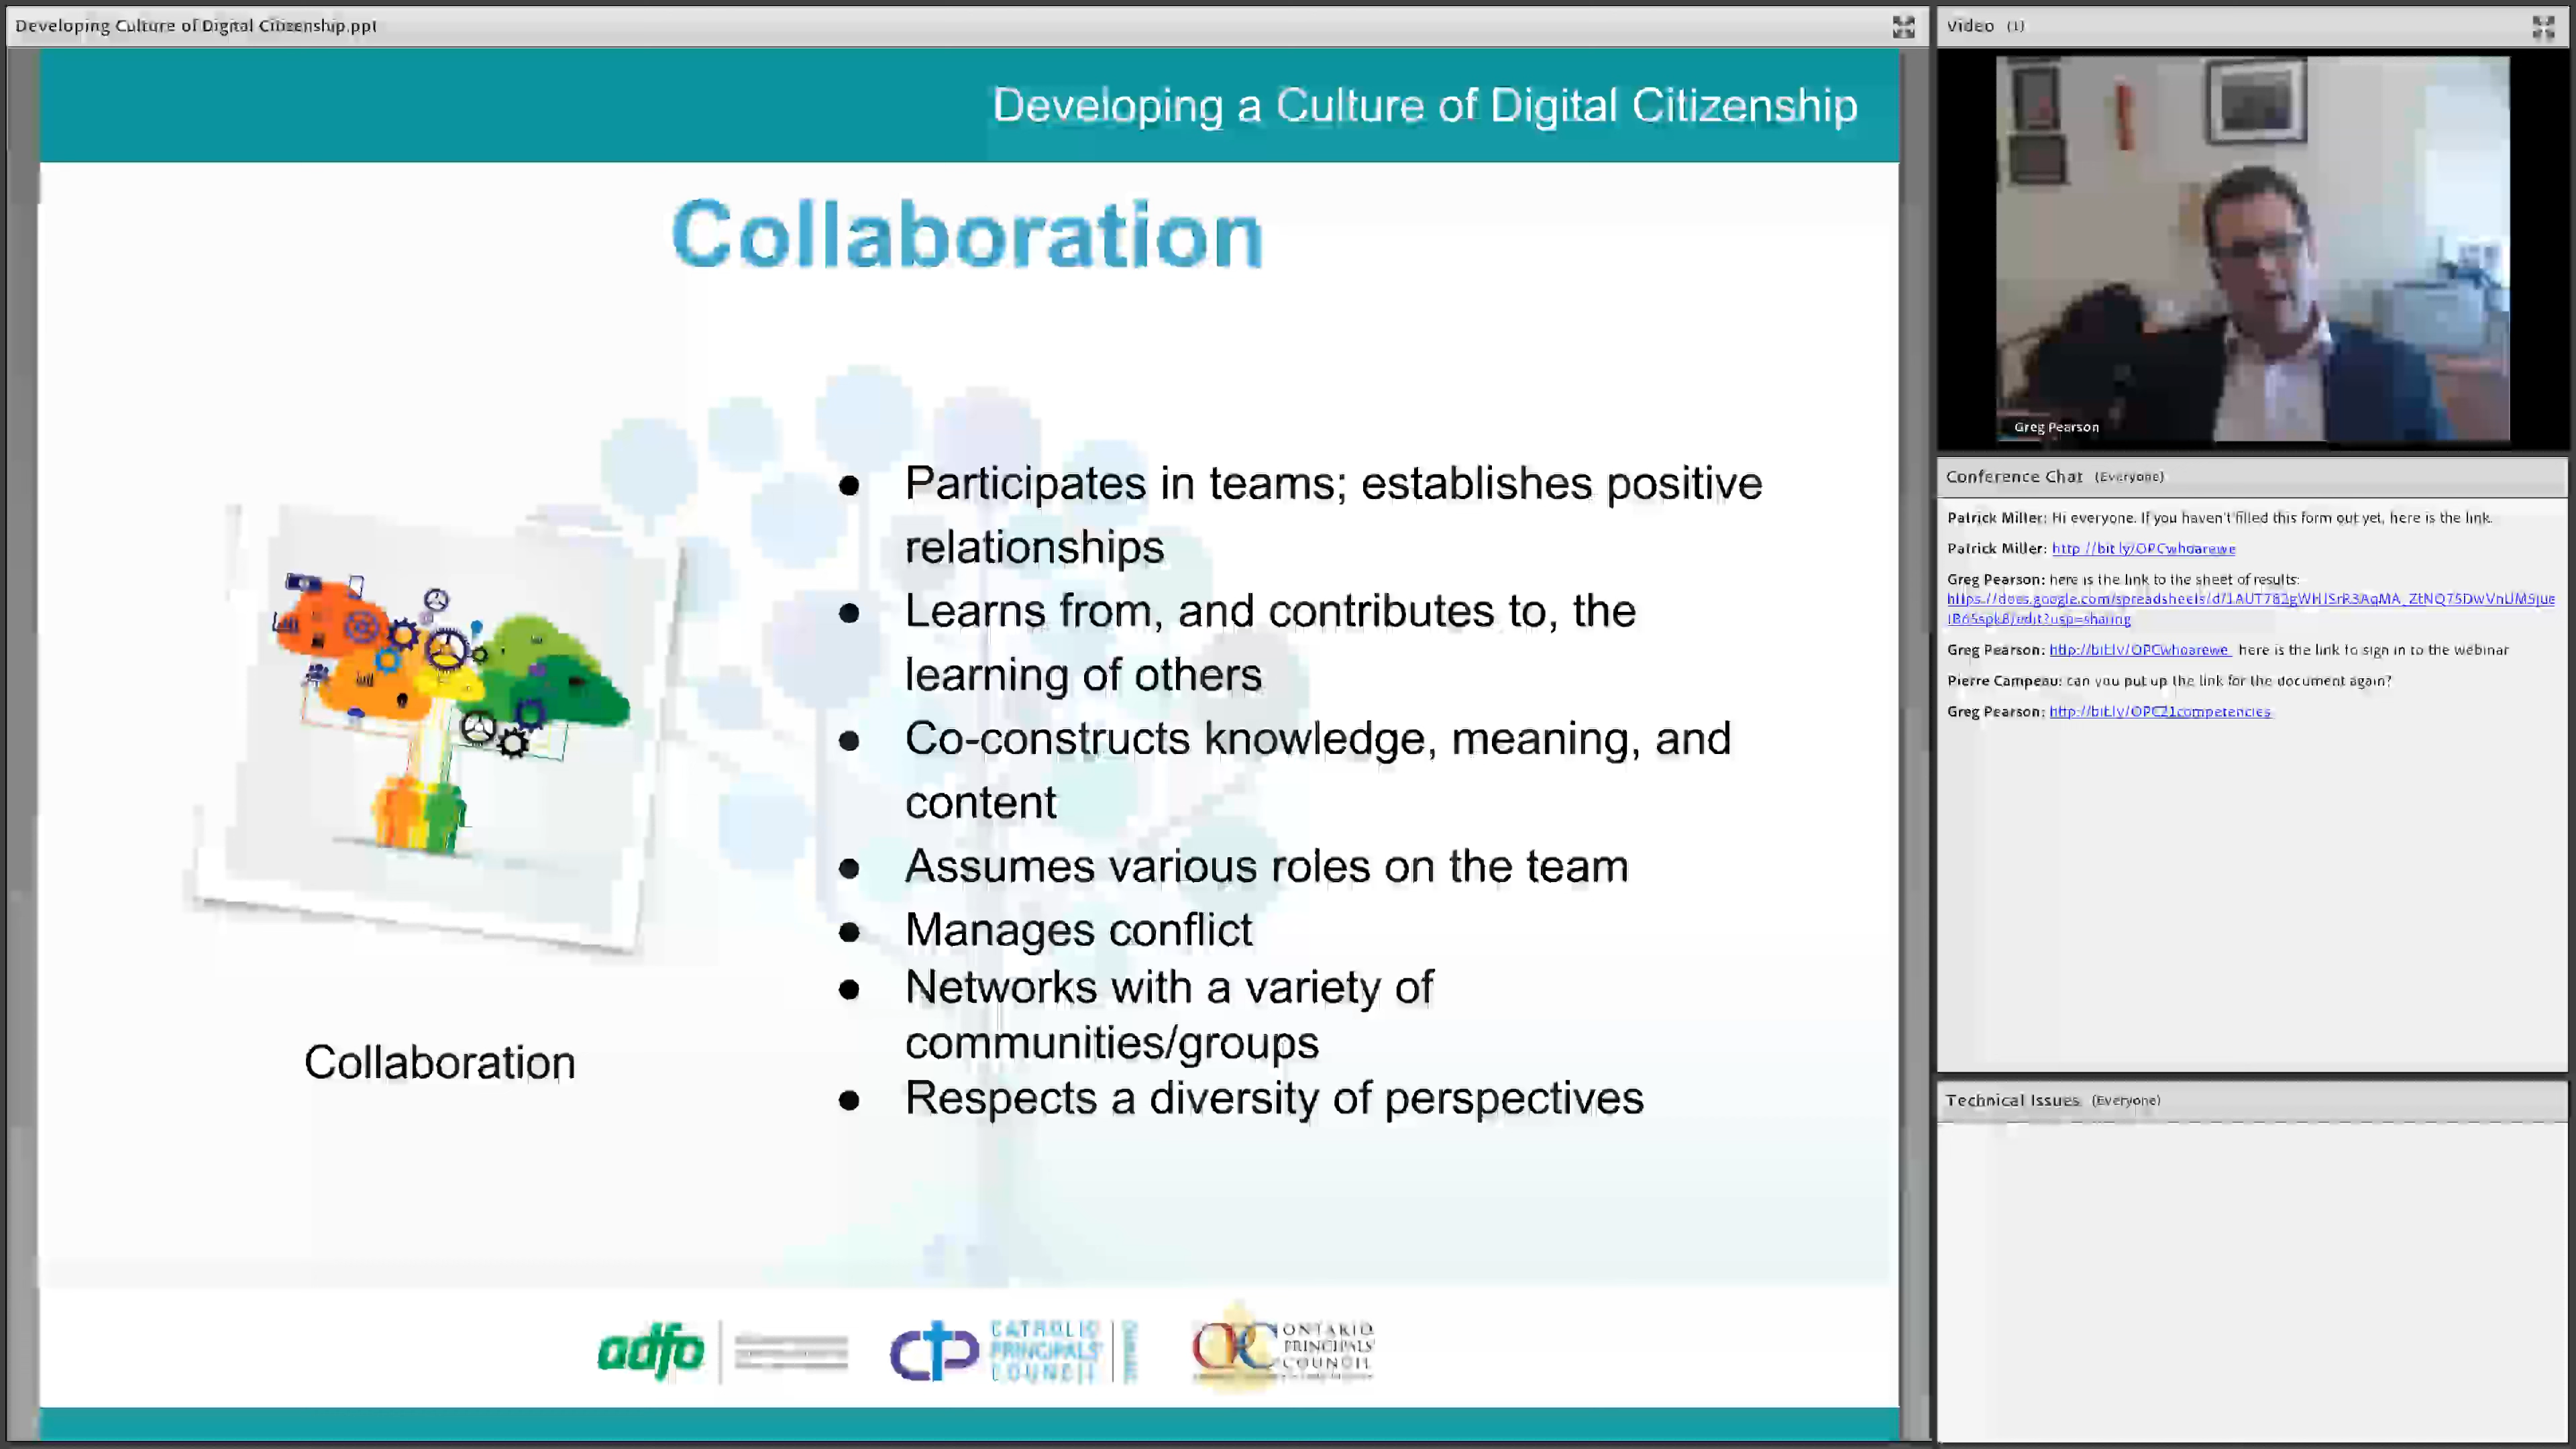 Developing Culture of Digital Citizenship.ppt
Developing a Culture of Digital Citizenship
Collaboration
● Participates in teams; establishes positive
relationships
● Learns from, and contributes to, the
learning of others
● Co-constructs knowledge, meaning, and
content
● Assumes various roles on the team
● Manages conflict
● Networks with a variety of
communities/groups
● Respects a diversity of perspectives
Collaboration
adfo
CATHOLIC
PRINCIPALS'
COUNCIL
ONTARIO
PRINCIPALS'
COUNCIL
Video (1)
Greg Pearson
Conference Chat (Everyone)
Patrick Miller: Hi everyone. If you haven't filled this form out yet, here is the link.
Patrick Miller: http://bit.ly/OPCwhoarewe
Greg Pearson: here is the link to the sheet of results:
Greg Pearson: http://bit.ly/OPCwhoarewe here is the link to sign in to the webinar
Pierre Campeau: can you put up the link for the document again?
Greg Pearson: http://bit.ly/OPC21competencies
Technical Issues (Everyone)